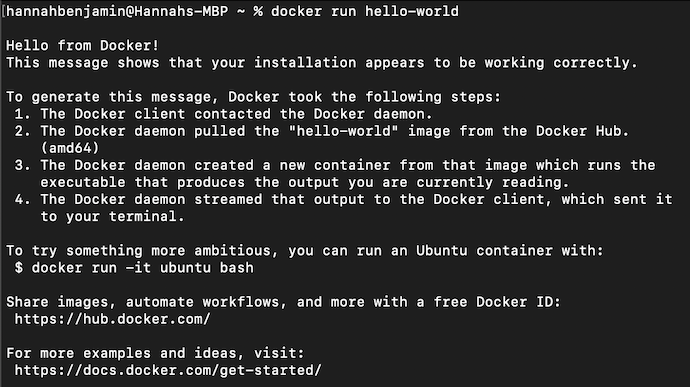 [hannahbenjamin@Hannahs-MBP ~ % docker run hello-world
Hello from Docker!
This message shows that your installation appears to be working correctly.
To generate this message, Docker took the following steps:
1. The Docker client contacted the Docker daemon.
2. The Docker daemon pulled the "hello-world" image from the Docker Hub.
(amd64)
3. The Docker daemon created a new container from that image which runs the
executable that produces the output you are currently reading.
4. The Docker daemon streamed that output to the Docker client, which sent it
to your terminal.
To try something more ambitious, you can run an Ubuntu container with:
$ docker run -it ubuntu bash
Share images, automate workflows, and more with a free Docker ID:
https://hub.docker.com/
For more examples and ideas, visit:
https://docs.docker.com/get-started/